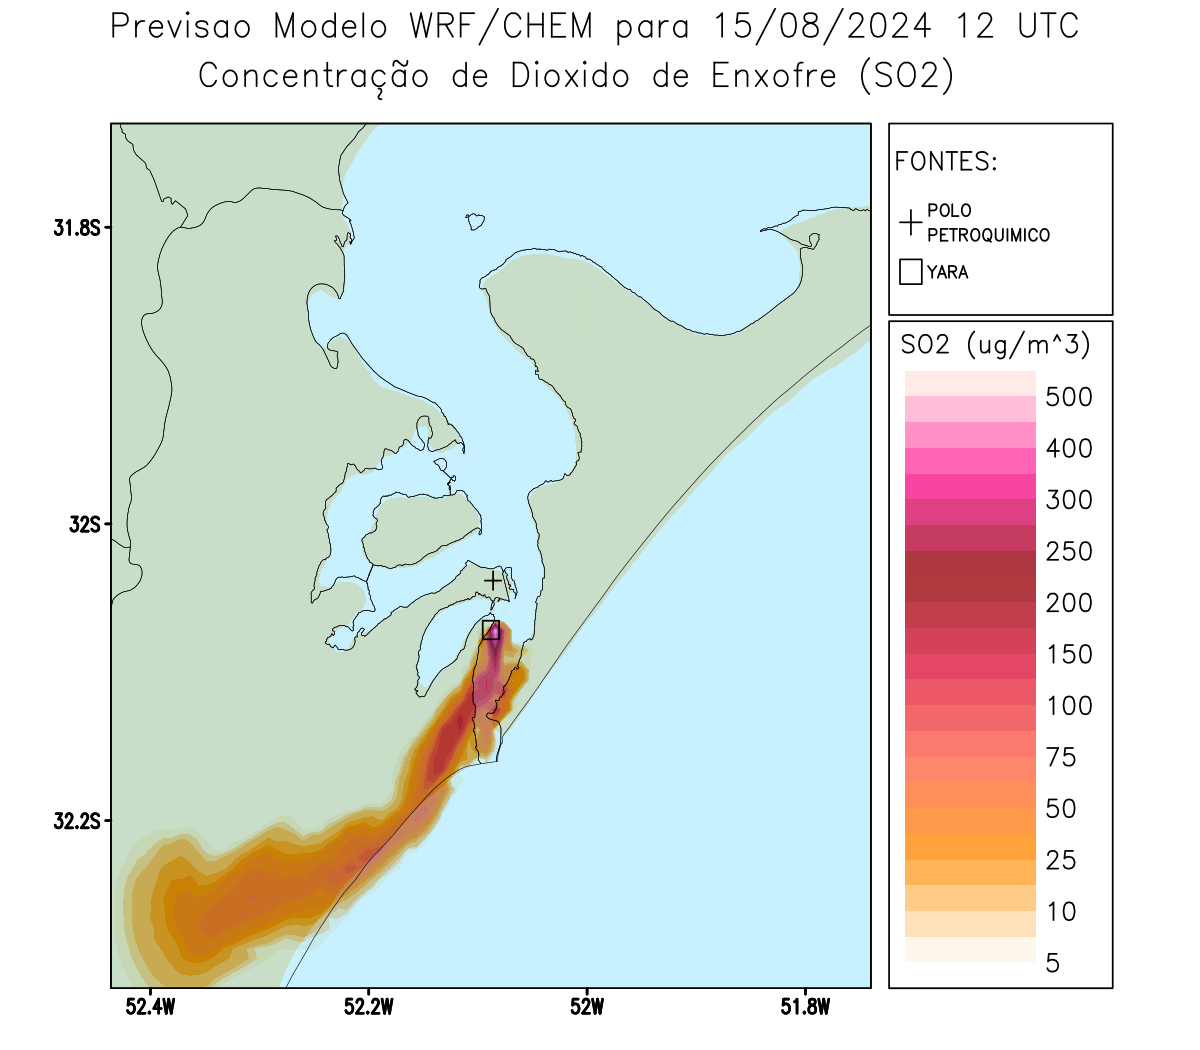 Previsao Modelo WRF/CHEM para 15/08/2024 12 UTC
Concentração de Dioxido de Enxofre (SO2)
FONTES:
POLO
PETROQUIMICO
YARA
SO2 (ug/m^3)
500
400
300
250
200
150
100
75
50
25
10
5
31.8S
32S
32.2S
52.4W
52.2W
52W
51.8W